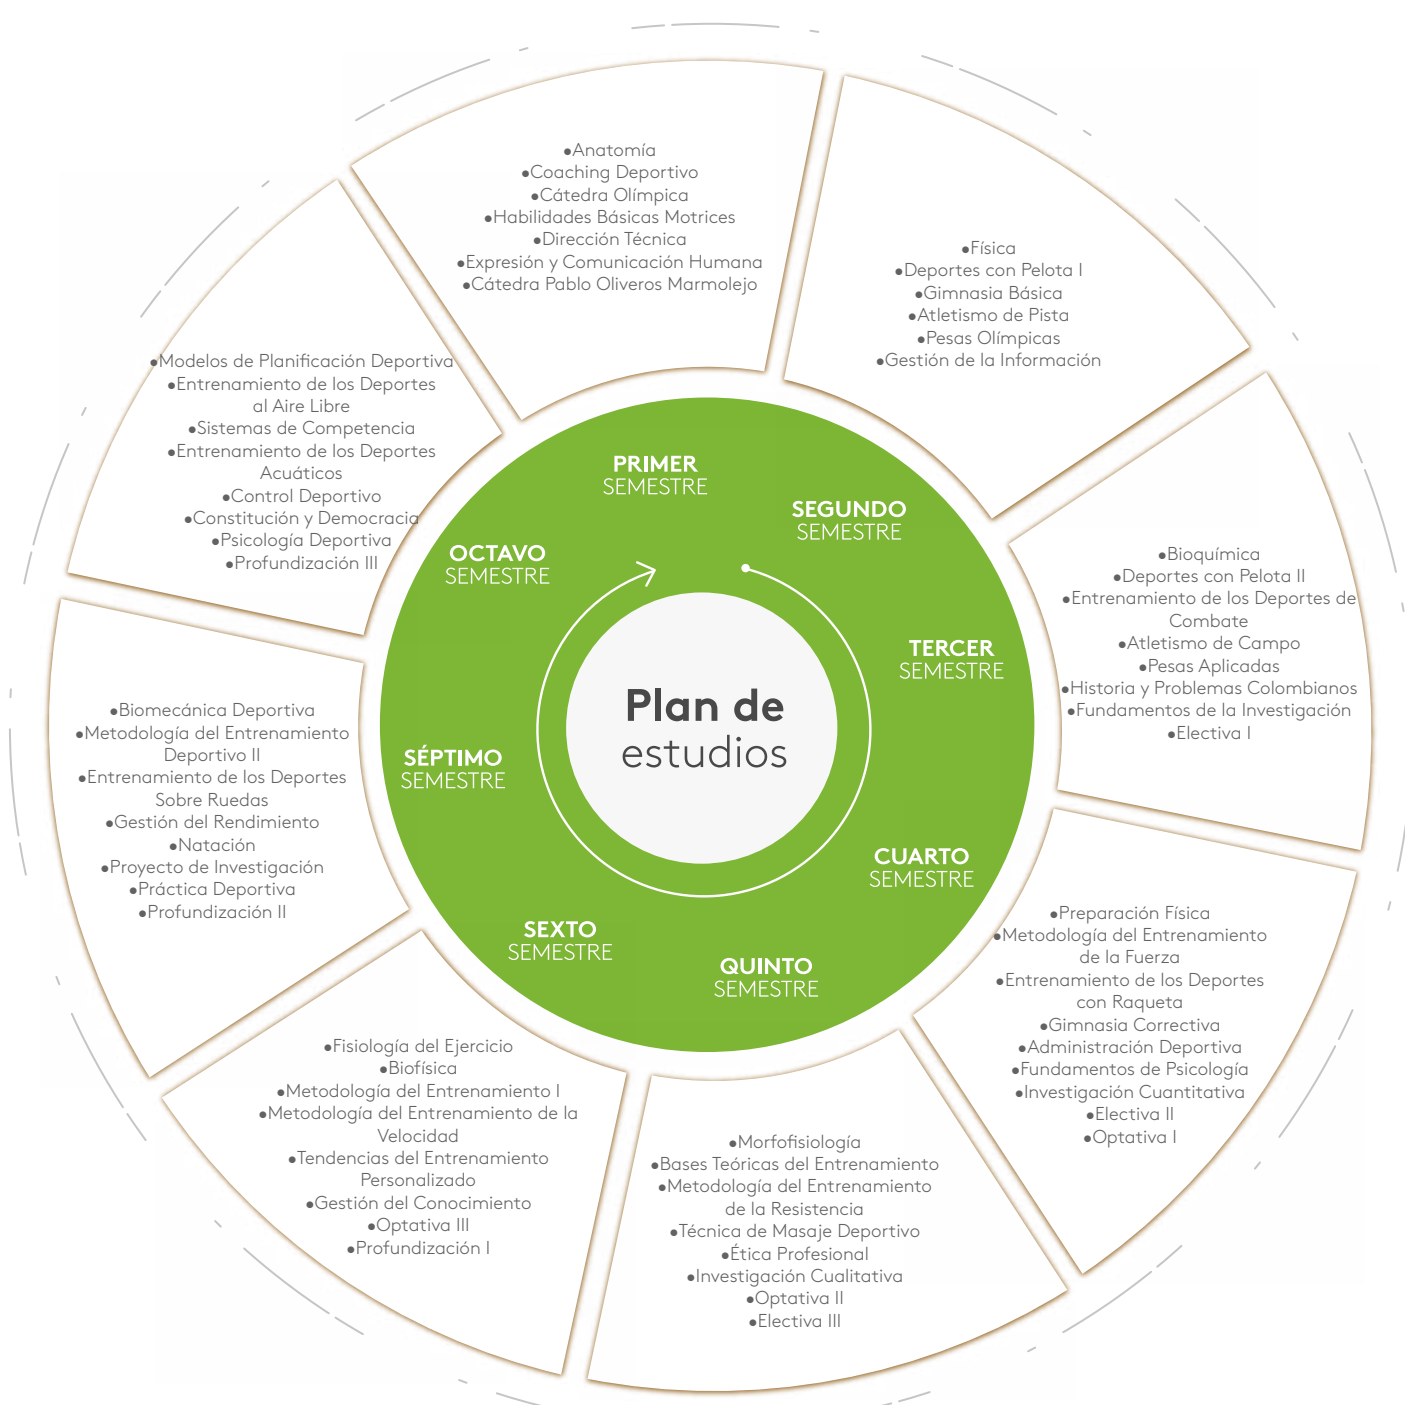 Plan de
estudios
PRIMER
SEMESTRE
●Anatomía
●Coaching Deportivo
●Cátedra Olímpica
●Habilidades Básicas Motrices
●Dirección Técnica
●Expresión y Comunicación Humana
●Cátedra Pablo Oliveros Marmolejo
SEGUNDO
SEMESTRE
●Física
●Deportes con Pelota I
●Gimnasia Básica
●Atletismo de Pista
●Pesas Olímpicas
●Gestión de la Información
TERCER
SEMESTRE
●Bioquímica
●Deportes con Pelota II
●Entrenamiento de los Deportes de
Combate
●Atletismo de Campo
●Pesas Aplicadas
●Historia y Problemas Colombianos
●Fundamentos de la Investigación
●Electiva I
CUARTO
SEMESTRE
●Preparación Física
●Metodología del Entrenamiento
de la Fuerza
●Entrenamiento de los Deportes
con Raqueta
●Gimnasia Correctiva
●Administración Deportiva
●Fundamentos de Psicología
●Investigación Cuantitativa
●Electiva II
●Optativa I
QUINTO
SEMESTRE
●Morfofisiología
●Bases Teóricas del Entrenamiento
●Metodología del Entrenamiento
de la Resistencia
●Técnica de Masaje Deportivo
●Ética Profesional
●Investigación Cualitativa
●Optativa II
●Electiva III
SEXTO
SEMESTRE
●Fisiología del Ejercicio
●Biofísica
●Metodología del Entrenamiento I
●Metodología del Entrenamiento de la
Velocidad
●Tendencias del Entrenamiento
Personalizado
●Gestión del Conocimiento
●Optativa III
●Profundización I
SÉPTIMO
SEMESTRE
●Biomecánica Deportiva
●Metodología del Entrenamiento
Deportivo II
●Entrenamiento de los Deportes
Sobre Ruedas
●Gestión del Rendimiento
●Natación
●Proyecto de Investigación
●Práctica Deportiva
●Profundización II
OCTAVO
SEMESTRE
●Modelos de Planificación Deportiva
●Entrenamiento de los Deportes
al Aire Libre
●Sistemas de Competencia
●Entrenamiento de los Deportes
Acuáticos
●Control Deportivo
●Constitución y Democracia
●Psicología Deportiva
●Profundización III